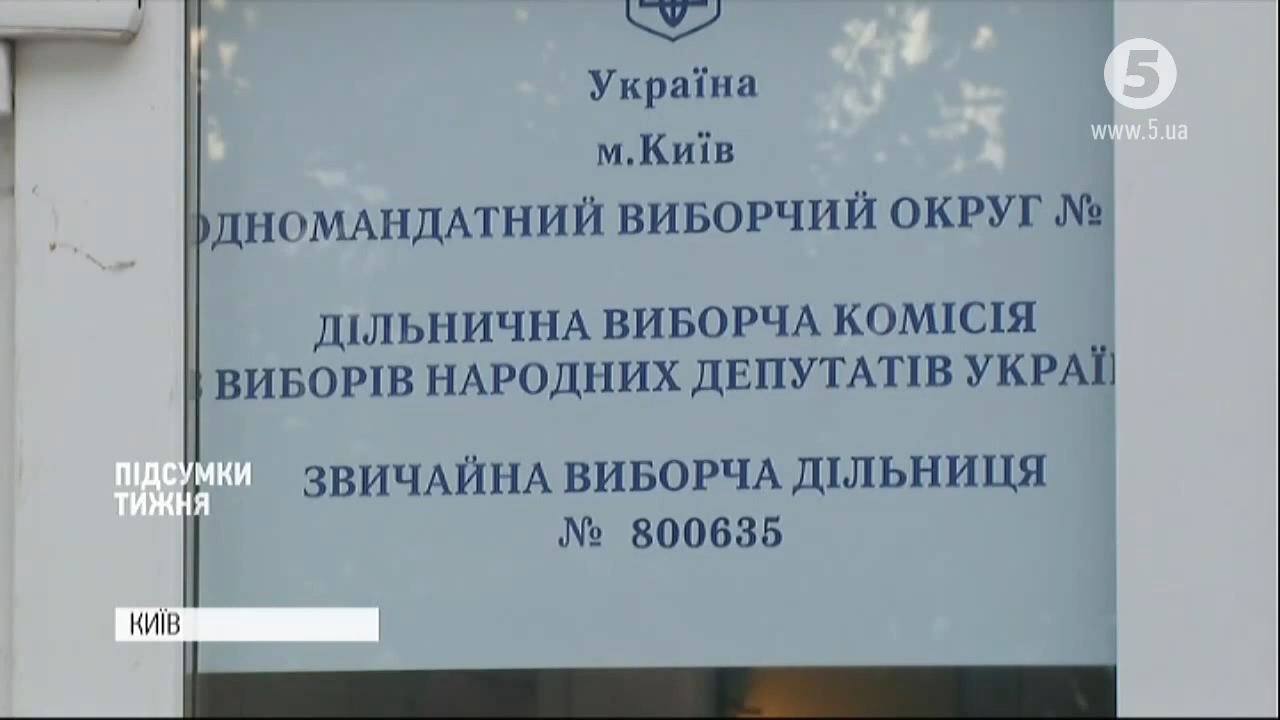 Україна
м.Київ
ОДНОМАНДАТНИЙ ВИБОРЧИЙ ОКРУГ №
ДІЛЬНИЧНА ВИБОРЧА КОМІСІЯ
З ВИБОРІВ НАРОДНИХ ДЕПУТАТІВ УКРАЇ
ЗВИЧАЙНА ВИБОРЧА ДІЛЬНИЦЯ
№ 800635
5
www.5.ua
ПІДСУМКИ
ТИЖНЯ
КИЇВ